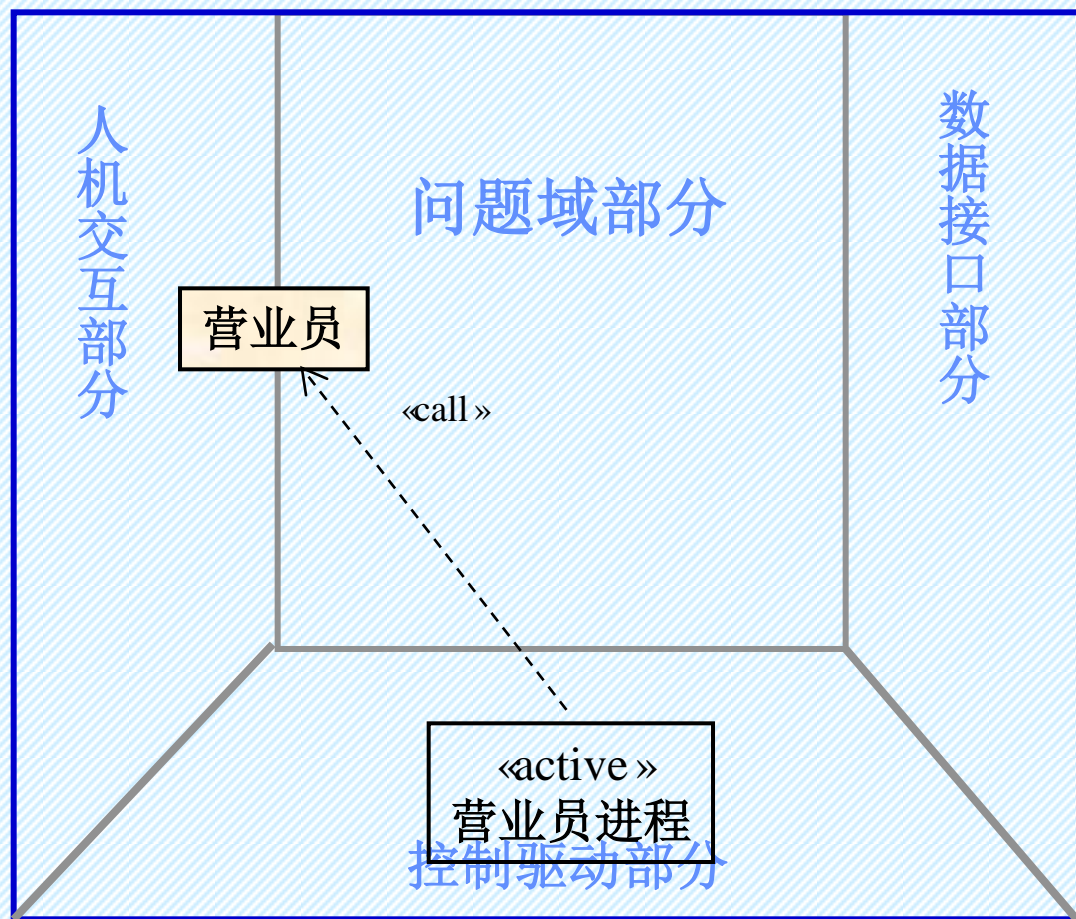 人机交互部分
问题域部分
数据接口部分
营业员
«call»
«active»
营业员进程
控制驱动部分